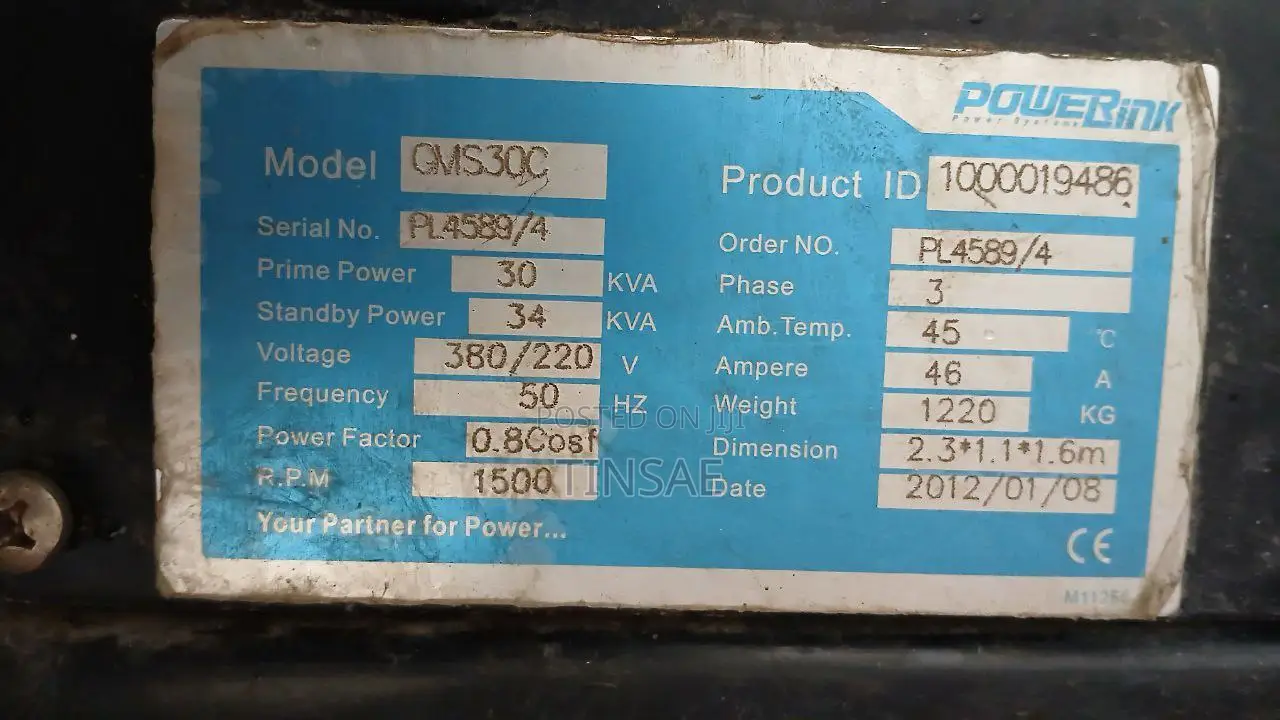 POWERLINK
Power Systems
Model GMS30C
Product ID 1000019486
Serial No. PL4589/4
Order NO. PL4589/4
Prime Power 30 KVA
Phase 3
Standby Power 34 KVA
Amb.Temp. 45 °C
Voltage 380/220 V
Ampere 46 A
Frequency 50 HZ
Weight 1220 KG
Power Factor 0.8Cosf
Dimension 2.3*1.1*1.6m
R.P.M 1500
Date 2012/01/08
Your Partner for Power...
CE
POSTED ON JIJI
TINSAE